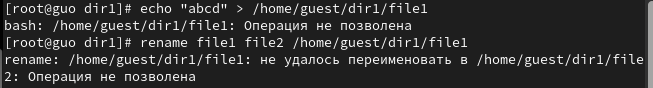 [root@guo dir1]# echo "abcd" > /home/guest/dir1/file1
bash: /home/guest/dir1/file1: Операция не позволена
[root@guo dir1]# rename file1 file2 /home/guest/dir1/file1
rename: /home/guest/dir1/file1: не удалось переименовать в /home/guest/dir1/file
2: Операция не позволена